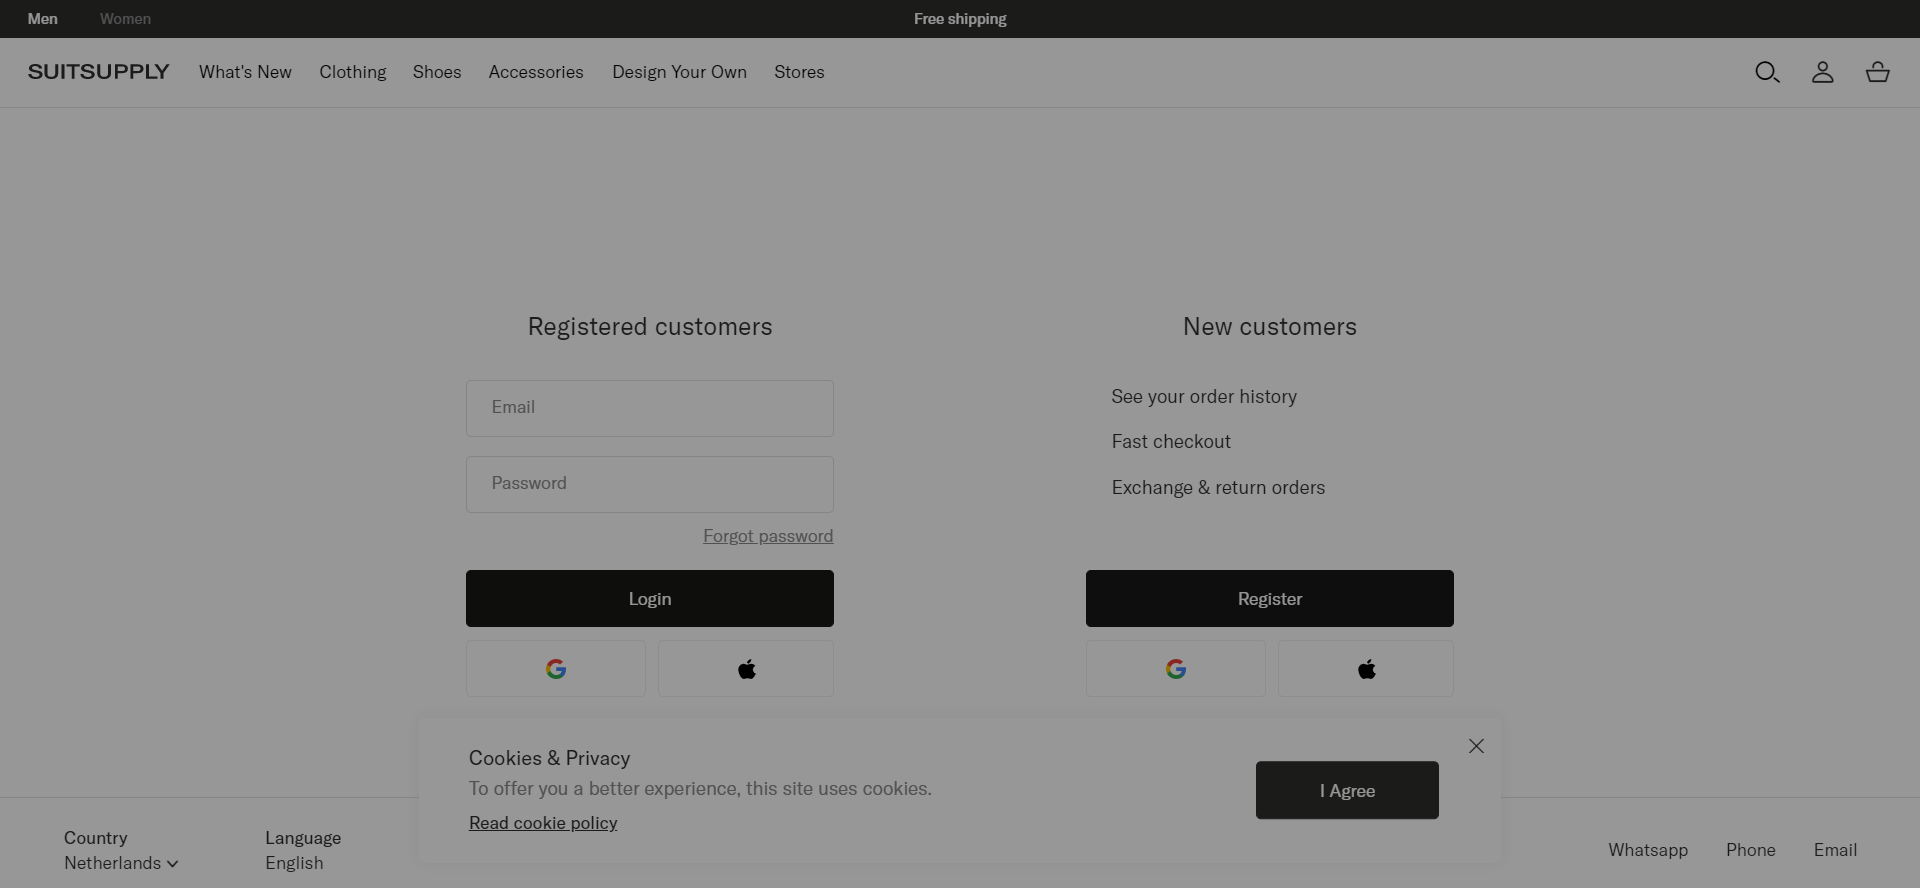 Men Women Free shipping
SUITSUPPLY What's New Clothing Shoes Accessories Design Your Own Stores
Registered customers
Email
Password
Forgot password
Login
New customers
See your order history
Fast checkout
Exchange & return orders
Register
Cookies & Privacy
To offer you a better experience, this site uses cookies.
Read cookie policy
I Agree
Country
Netherlands
Language
English
Whatsapp Phone Email